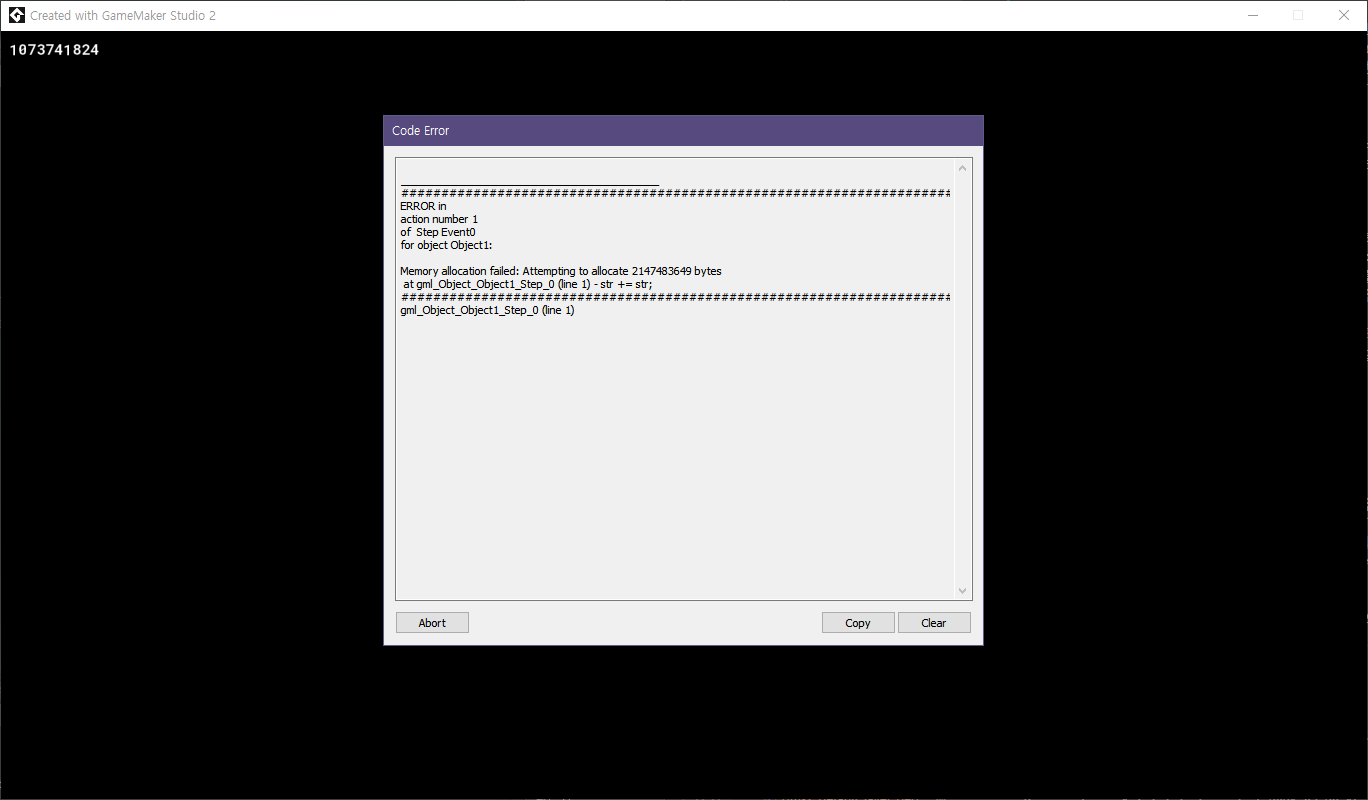 Created with GameMaker Studio 2
1073741824
Code Error
___________________________________________
#####################################################################
ERROR in
action number 1
of  Step Event0
for object Object1:
Memory allocation failed: Attempting to allocate 2147483649 bytes
 at gml_Object_Object1_Step_0 (line 1) - str += str;
#####################################################################
gml_Object_Object1_Step_0 (line 1)
Abort
Copy
Clear